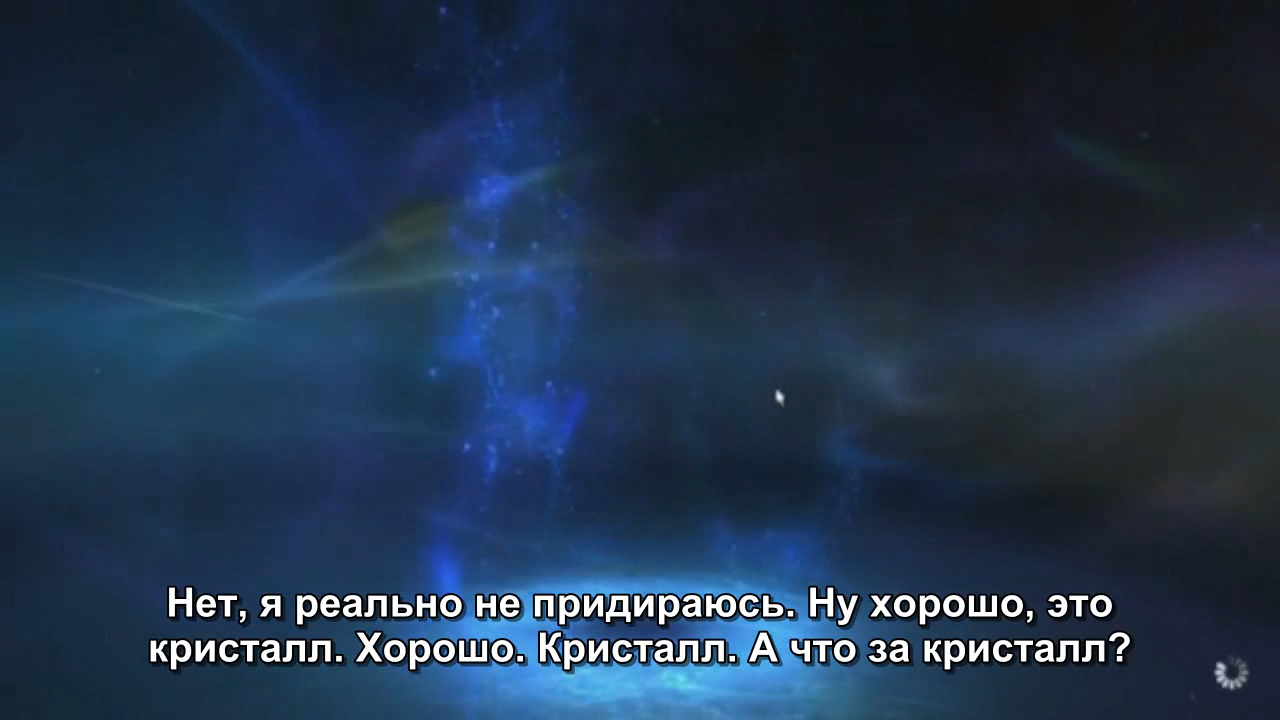 Нет, я реально не придираюсь. Ну хорошо, это
кристалл. Хорошо. Кристалл. А что за кристалл?